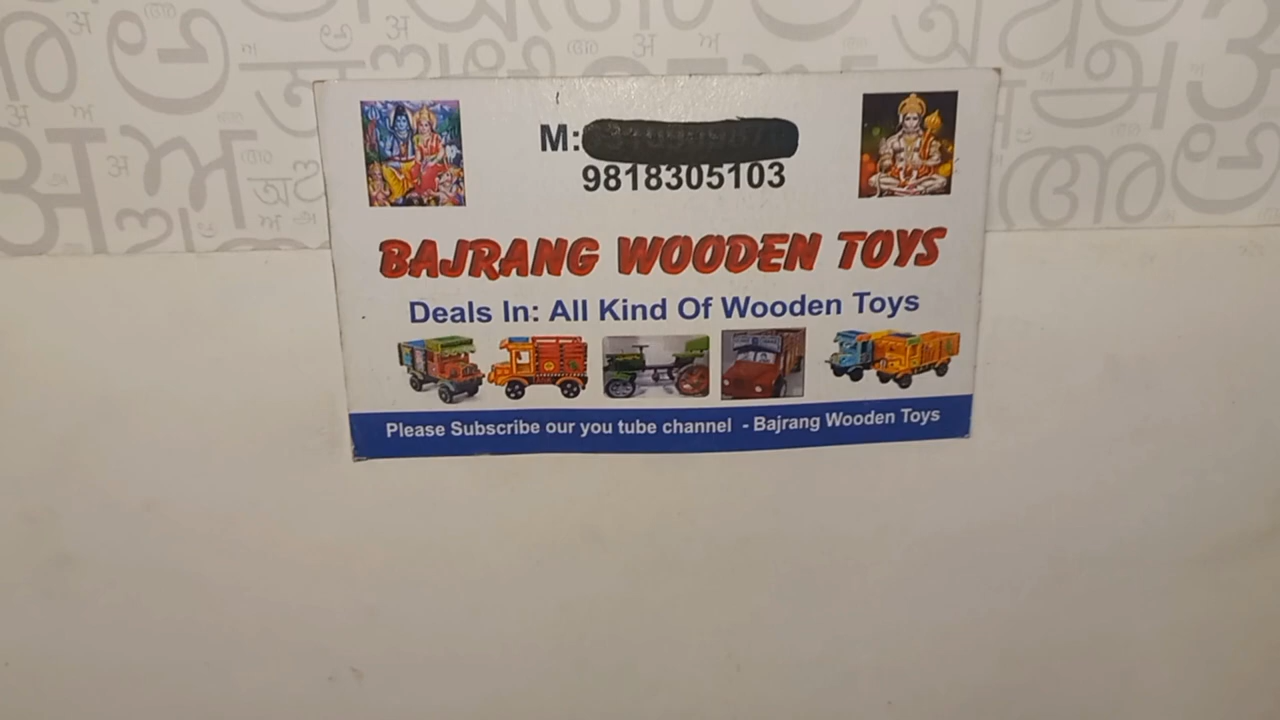 M:
9818305103
BAJRANG WOODEN TOYS
Deals In: All Kind Of Wooden Toys
Please Subscribe our you tube channel - Bajrang Wooden Toys